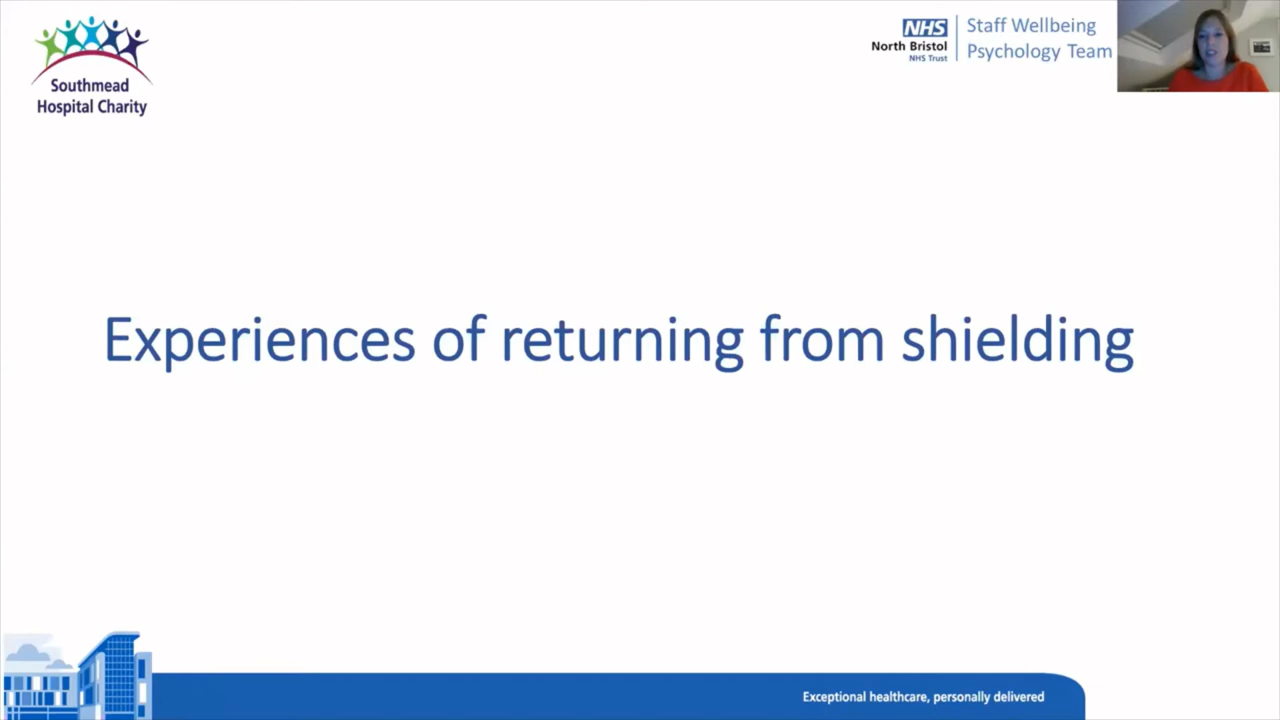 Southmead
Hospital Charity
NHS
North Bristol
NHS Trust
Staff Wellbeing
Psychology Team
Experiences of returning from shielding
Exceptional healthcare, personally delivered